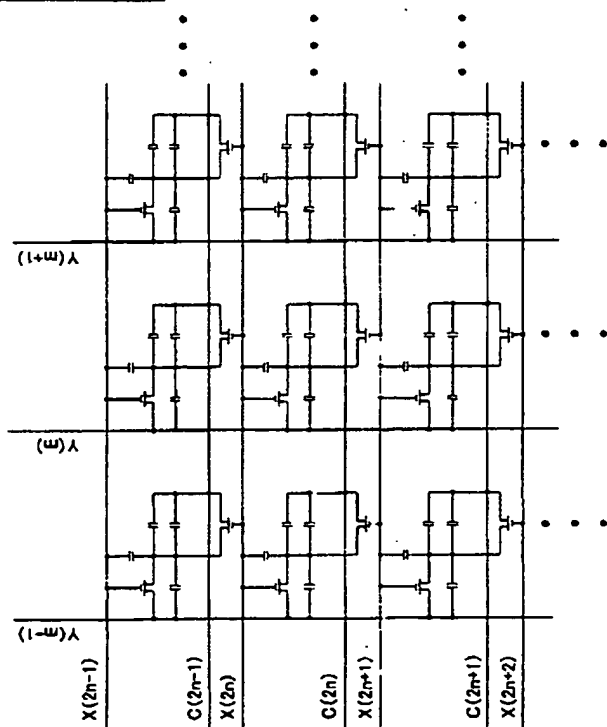 Y(m+1)
Y(m)
Y(m-1)
X(2n-1)
C(2n-1)
X(2n)
C(2n)
X(2n+1)
C(2n+1)
X(2n+2)